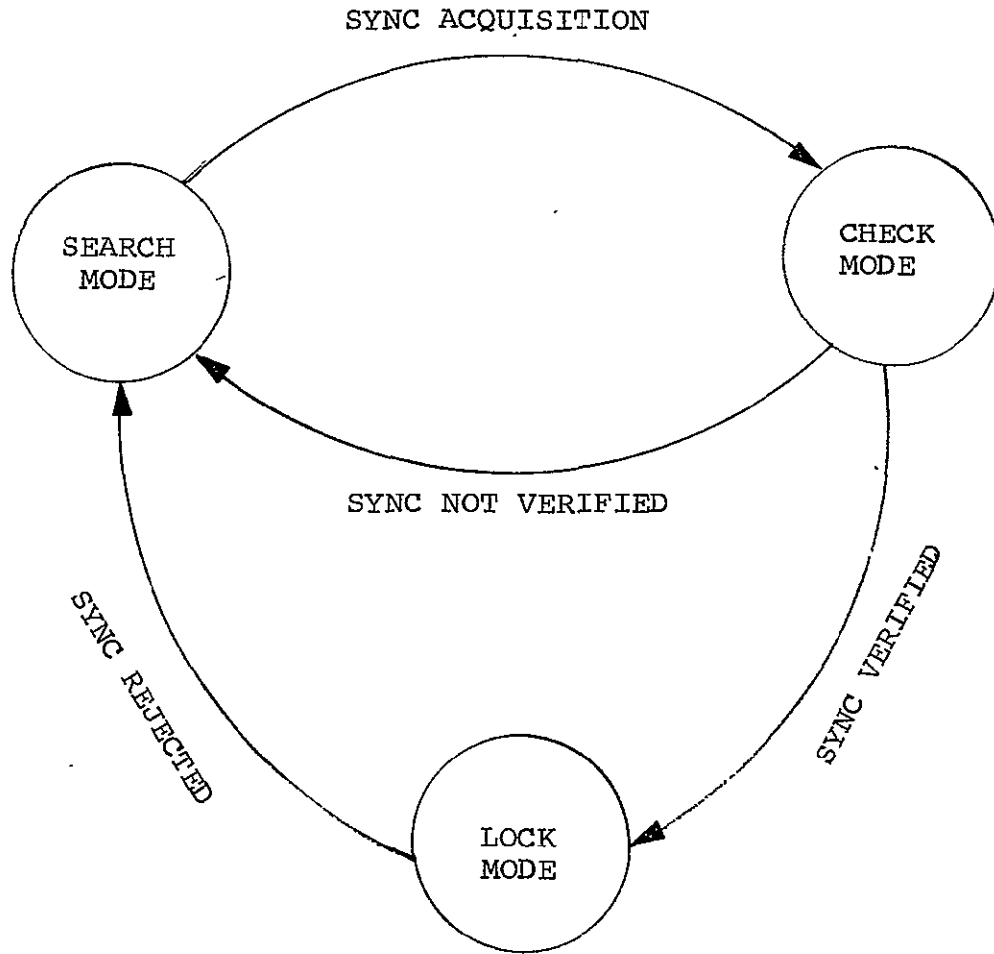 SYNC ACQUISITION
SEARCH
MODE
CHECK
MODE
SYNC NOT VERIFIED
SYNC REJECTED
SYNC VERIFIED
LOCK
MODE